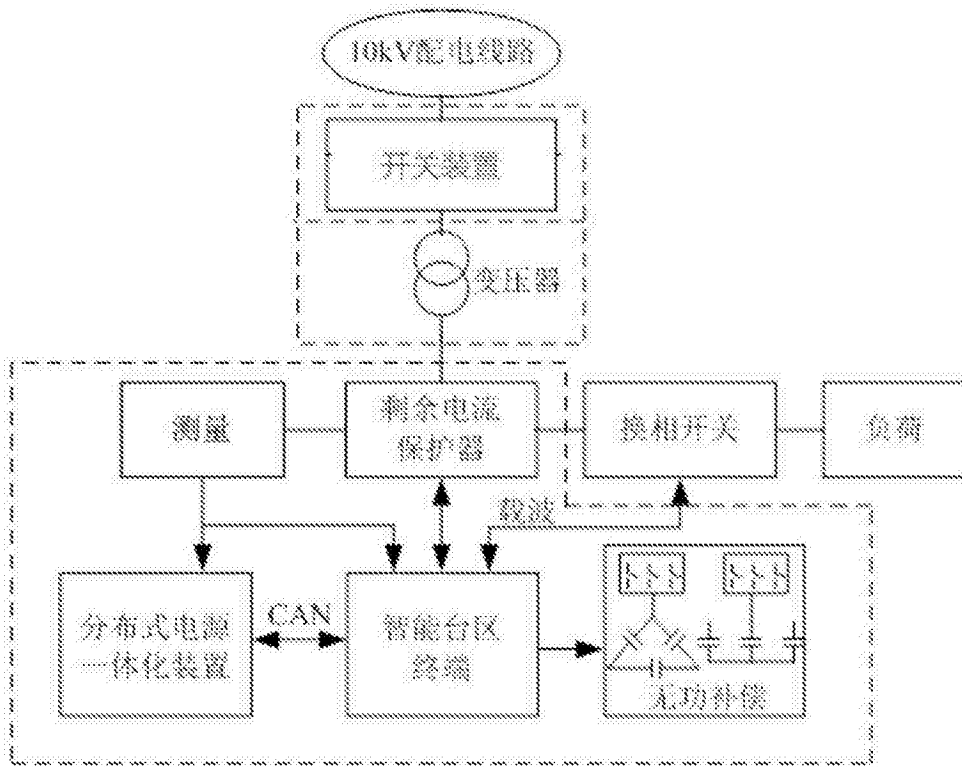 10kV配电线路
开关装置
变压器
测量
剩余电流
保护器
换相开关
负荷
载波
分布式电源
一体化装置
CAN
智能台区
终端
无功补偿